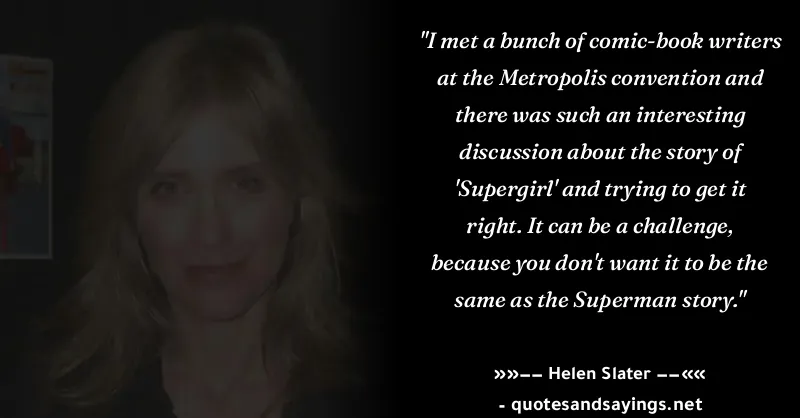 "I met a bunch of comic-book writers
at the Metropolis convention and
there was such an interesting
discussion about the story of
'Supergirl' and trying to get it
right. It can be a challenge,
because you don't want it to be the
same as the Superman story."
»»−− Helen Slater −−««
- quotesandsayings.net